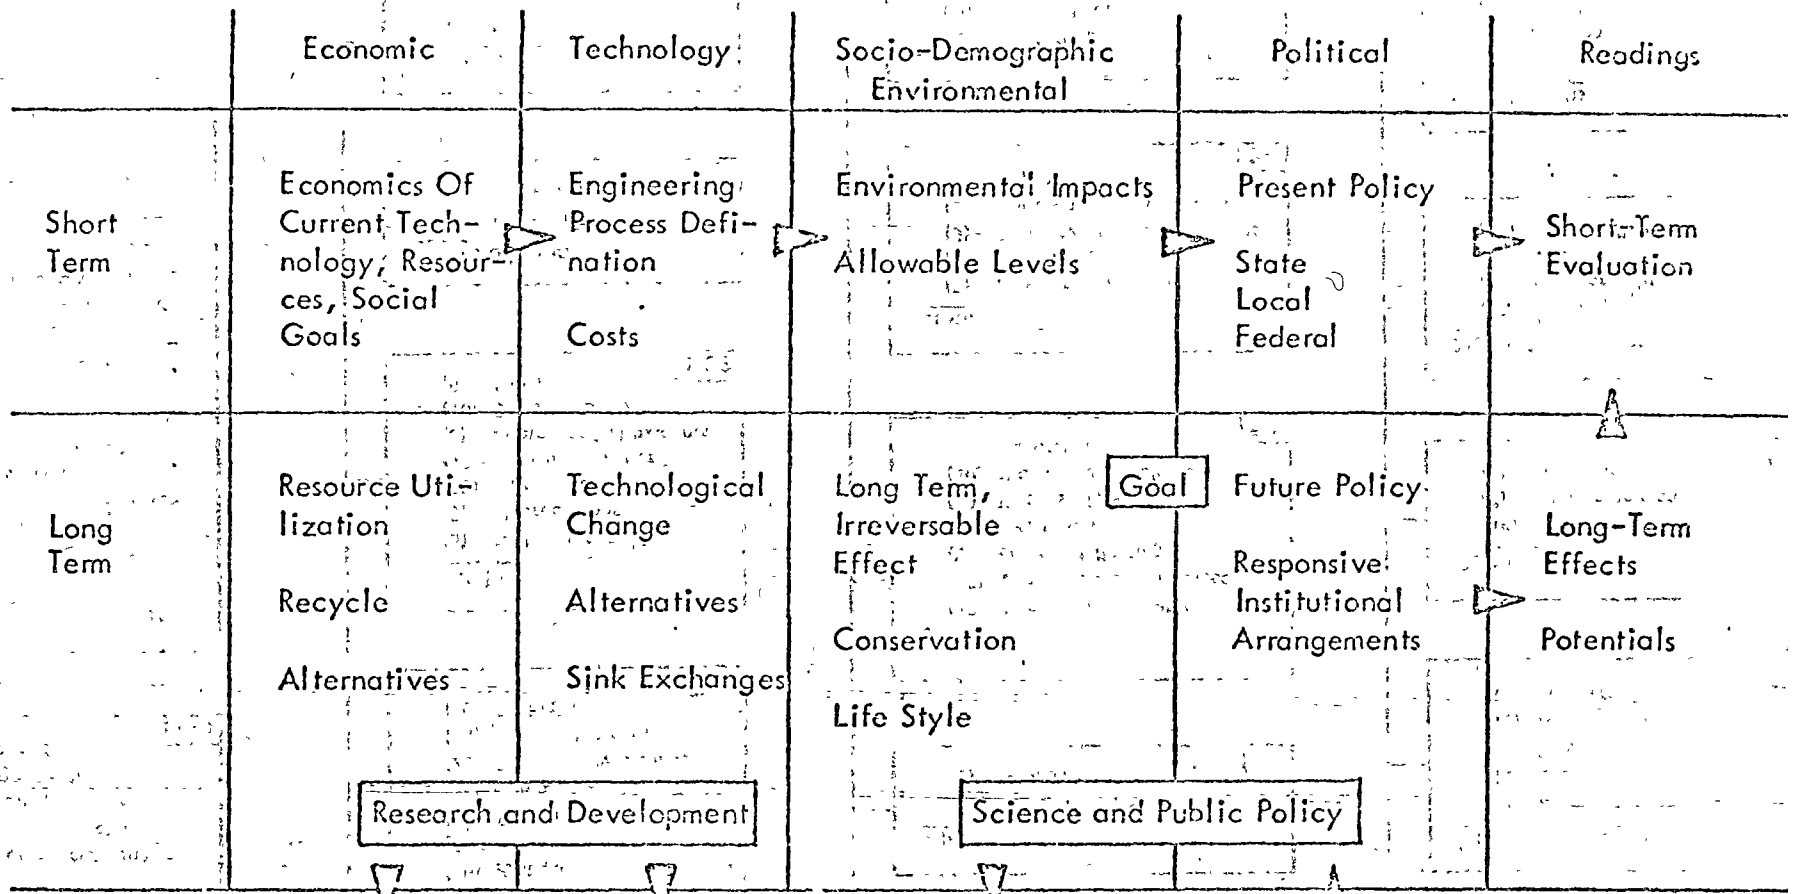 Economic
Technology
Socio-Demographic
Environmental
Political
Readings
Short
Term
Economics Of
Current Tech-
nology, Resour-
ces, Social
Goals
Engineering
Process Defi-
nation
Costs
Environmental Impacts
Allowable Levels
Present Policy
State
Local
Federal
Short-Term
Evaluation
Long
Term
Resource Uti-
lization
Recycle
Alternatives
Technological
Change
Alternatives
Sink Exchanges
Long Term,
Irreversable
Effect
Conservation
Life Style
Goal
Future Policy
Responsive
Institutional
Arrangements
Long-Term
Effects
Potentials
Research and Development
Science and Public Policy